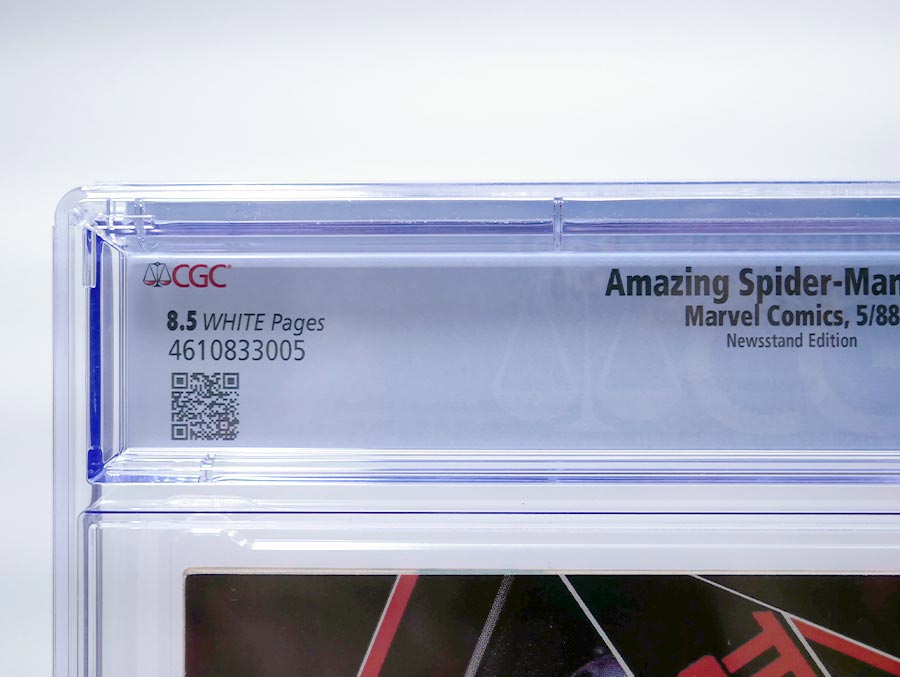 CGC
8.5 WHITE Pages
4610833005
Amazing Spider-Man
Marvel Comics, 5/88
Newsstand Edition